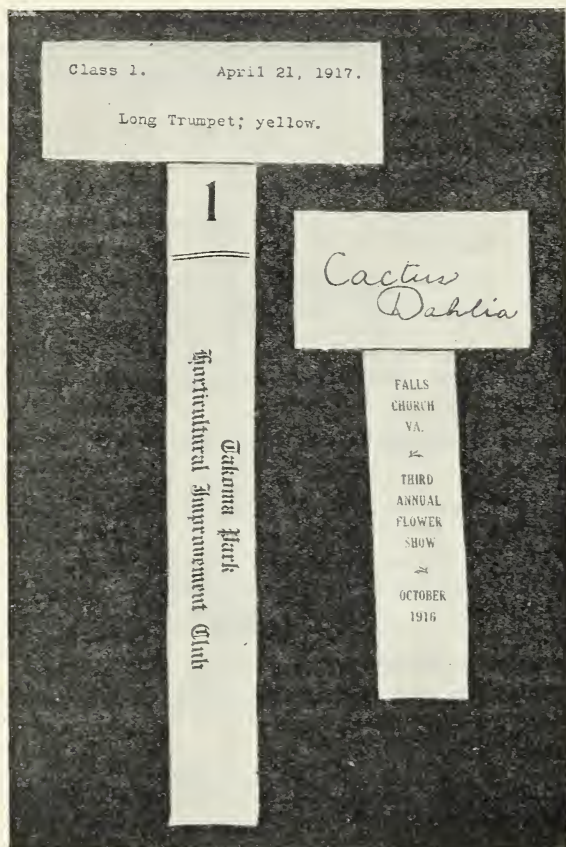 Class 1. April 21, 1917.
Long Trumpet; yellow.
1
Takoma Park
Horticultural Improvement Club
Cactus
Dahlia
FALLS
CHURCH
VA.
THIRD
ANNUAL
FLOWER
SHOW
OCTOBER
1916